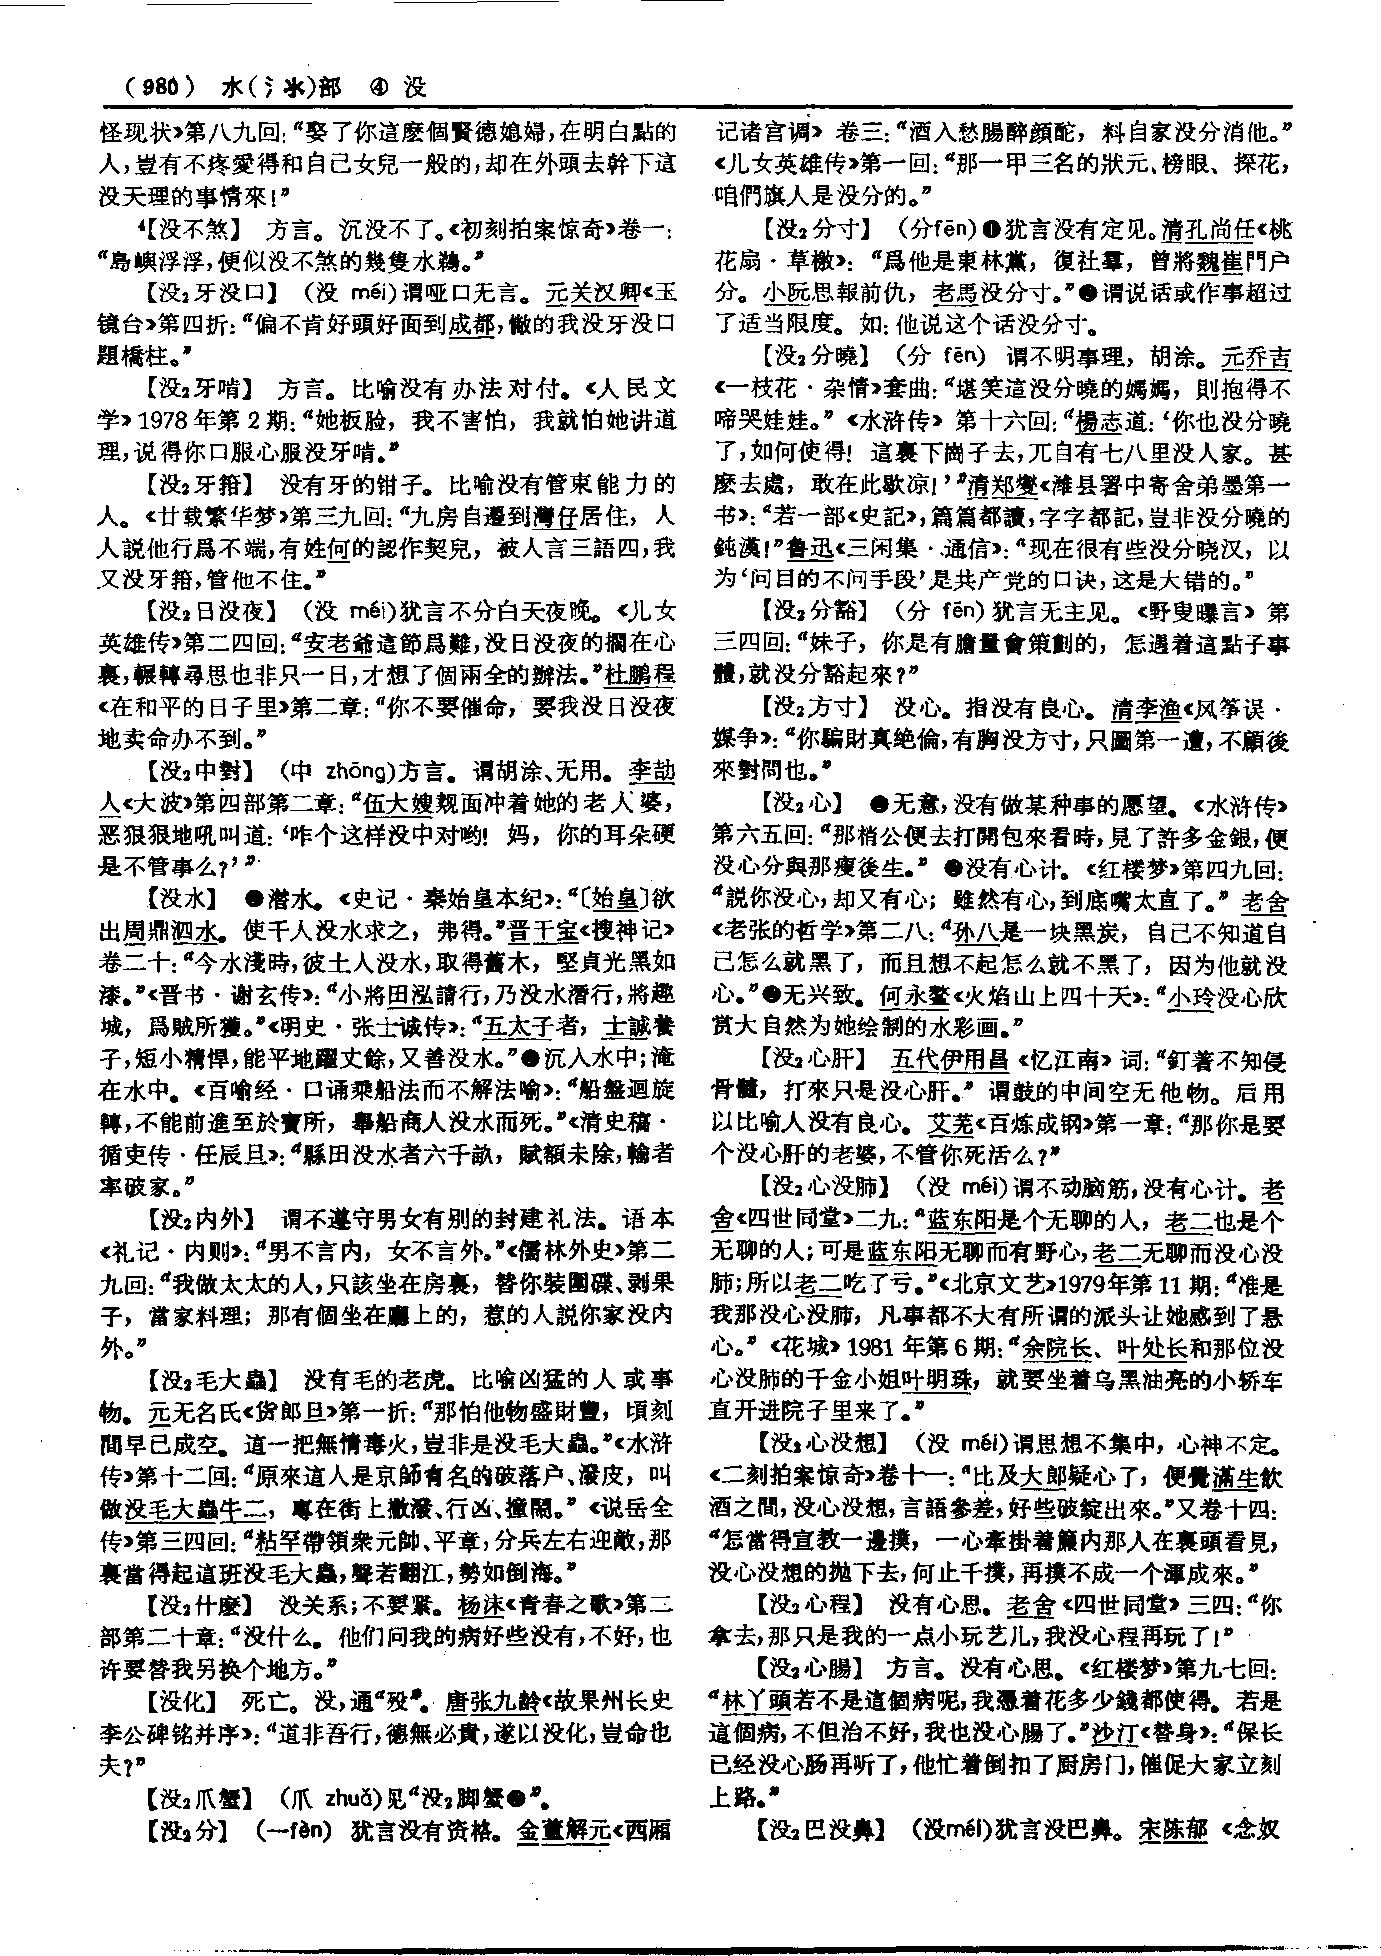 （980） 水(氵氺)部 ④ 没
怪现状》第八九回：“娶了你這麽個賢德媳婦，在明白點的
人，豈有不疼愛得和自己女兒一般的，却在外頭去幹下這
没天理的事情來！”
【没不煞】 方言。沉没不了。《初刻拍案惊奇》卷一：
“島嶼浮浮，便似没不煞的幾隻水鵝。”
【没₂牙没口】 （没 méi）谓哑口无言。元关汉卿《玉
镜台》第四折：“偏不肯好頭好面到成都，憿的我没牙没口
題橋柱。”
【没₂牙啃】 方言。比喻没有办法对付。《人民文
学》1978年第2期：“她板脸，我不害怕，我就怕她讲道
理，说得你口服心服没牙啃。”
【没₂牙箝】 没有牙的钳子。比喻没有管束能力的
人。《廿载繁华梦》第三九回：“九房自遷到灣仔居住，人
人説他行爲不端，有姓何的認作契兒，被人言三語四，我
又没牙箝，管他不住。”
【没₂日没夜】 （没 méi）犹言不分白天夜晚。《儿女
英雄传》第二四回：“安老爺這節爲難，没日没夜的擱在心
裏，輾轉尋思也非只一日，才想了個兩全的辦法。”杜鹏程
《在和平的日子里》第二章：“你不要催命，要我没日没夜
地卖命办不到。”
【没₂中對】 （中 zhōng）方言。谓胡涂、无用。李劼
人《大波》第四部第二章：“伍大嫂觌面冲着她的老人婆，
恶狠狠地吼叫道：‘咋个这样没中对哟！妈，你的耳朵硬
是不管事么？’”
【没水】 ●潜水。《史记·秦始皇本纪》：“〔始皇〕欲
出周鼎泗水。使千人没水求之，弗得。”晋干宝《搜神记》
卷二十：“今水淺時，彼土人没水，取得舊木，堅貞光黑如
漆。”《晋书·谢玄传》：“小將田泓請行，乃没水潛行，將趣
城，爲賊所獲。”《明史·张士诚传》：“五太子者，士誠養
子，短小精悍，能平地躍丈餘，又善没水。”●沉入水中；淹
在水中。《百喻经·口诵乘船法而不解法喻》：“船盤迴旋
轉，不能前進至於寶所，舉船商人没水而死。”《清史稿·
循吏传·任辰旦》：“縣田没水者六千畝，賦額未除，輸者
率破家。”
【没₂内外】 谓不遵守男女有别的封建礼法。语本
《礼记·内则》：“男不言内，女不言外。”《儒林外史》第二
九回：“我做太太的人，只該坐在房裏，替你裝圍碟、剥果
子，當家料理；那有個坐在廳上的，惹的人説你家没内
外。”
【没₂毛大蟲】 没有毛的老虎。比喻凶猛的人或事
物。元无名氏《货郎旦》第一折：“那怕他物盛財豐，頃刻
間早已成空。這一把無情毒火，豈非是没毛大蟲。”《水浒
传》第十二回：“原來這人是京師有名的破落户、潑皮，叫
做没毛大蟲牛二，專在街上撒潑、行凶、撞鬧。”《说岳全
传》第三四回：“粘罕帶領衆元帥、平章，分兵左右迎敵，那
裏當得起這班没毛大蟲，聲若翻江，勢如倒海。”
【没₂什麽】 没关系；不要紧。杨沫《青春之歌》第二
部第二十章：“没什么。他们问我的病好些没有，不好，也
许要替我另换个地方。”
【没化】 死亡。没，通“殁”。唐张九龄《故果州长史
李公碑铭并序》：“道非吾行，德無必貴，遂以没化，豈命也
夫？”
【没₂爪蟹】 （爪 zhuǎ）见“没₂脚蟹●”。
【没₂分】 （—fèn） 犹言没有资格。金董解元《西厢
记诸宫调》卷三：“酒入愁腸醉顔酡，料自家没分消他。”
《儿女英雄传》第一回：“那一甲三名的狀元、榜眼、探花，
咱們旗人是没分的。”
【没₂分寸】 （分fēn）❶犹言没有定见。清孔尚任《桃
花扇·草檄》：“爲他是東林黨，復社羣，曾將魏崔門户
分。小阮思報前仇，老馬没分寸。”●谓说话或作事超过
了适当限度。如：他说这个话没分寸。
【没₂分曉】 （分 fēn） 谓不明事理，胡涂。元乔吉
《一枝花·杂情》套曲：“堪笑這没分曉的媽媽，則抱得不
啼哭娃娃。”《水浒传》第十六回：“楊志道：‘你也没分曉
了，如何使得！這裏下崗子去，兀自有七八里没人家。甚
麽去處，敢在此歇凉！’”清郑燮《潍县署中寄舍弟墨第一
书》：“若一部《史記》，篇篇都讀，字字都記，豈非没分曉的
鈍漢！”鲁迅《三闲集·通信》：“现在很有些没分晓汉，以
为‘问目的不问手段’是共产党的口诀，这是大错的。”
【没₂分豁】 （分 fēn）犹言无主见。《野叟曝言》第
三四回：“妹子，你是有膽量會策劃的，怎遇着這點子事
體，就没分豁起來？”
【没₂方寸】 没心。指没有良心。清李渔《风筝误·
媒争》：“你騙財真絶倫，有胸没方寸，只圖第一遭，不顧後
來對問也。”
【没₂心】 ●无意，没有做某种事的愿望。《水浒传》
第六五回：“那梢公便去打開包來看時，見了許多金銀，便
没心分與那瘦後生。” ●没有心计。《红楼梦》第四九回：
“説你没心，却又有心；雖然有心，到底嘴太直了。”老舍
《老张的哲学》第二八：“孙八是一块黑炭，自己不知道自
己怎么就黑了，而且想不起怎么就不黑了，因为他就没
心。”●无兴致。何永鳌《火焰山上四十天》：“小玲没心欣
赏大自然为她绘制的水彩画。”
【没₂心肝】 五代伊用昌《忆江南》词：“釘著不知侵
骨髓，打來只是没心肝。”谓鼓的中间空无他物。后用
以比喻人没有良心。艾芜《百炼成钢》第一章：“那你是要
个没心肝的老婆，不管你死活么？”
【没₂心没肺】 （没 méi）谓不动脑筋，没有心计。老
舍《四世同堂》二九：“蓝东阳是个无聊的人，老二也是个
无聊的人；可是蓝东阳无聊而有野心，老二无聊而没心没
肺；所以老二吃了亏。”《北京文艺》1979年第11期：“准是
我那没心没肺，凡事都不大有所谓的派头让她感到了悬
心。”《花城》1981年第6期：“余院长、叶处长和那位没
心没肺的千金小姐叶明珠，就要坐着乌黑油亮的小轿车
直开进院子里来了。”
【没₂心没想】 （没 méi）谓思想不集中，心神不定。
《二刻拍案惊奇》卷十一：“比及大郎疑心了，便覺滿生飲
酒之間，没心没想，言語參差，好些破綻出來。”又卷十四：
“怎當得宣教一邊撲，一心牽掛着簾内那人在裏頭看見，
没心没想的抛下去，何止千撲，再撲不成一个渾成來。”
【没₂心程】 没有心思。老舍《四世同堂》三四：“你
拿去，那只是我的一点小玩艺儿，我没心程再玩了！”
【没₂心腸】 方言。没有心思。《红楼梦》第九七回：
“林丫頭若不是這個病呢，我憑着花多少錢都使得。若是
這個病，不但治不好，我也没心腸了。”沙汀《替身》：“保长
已经没心肠再听了，他忙着倒扣了厨房门，催促大家立刻
上路。”
【没₂巴没鼻】 （没méi）犹言没巴鼻。宋陈郁《念奴